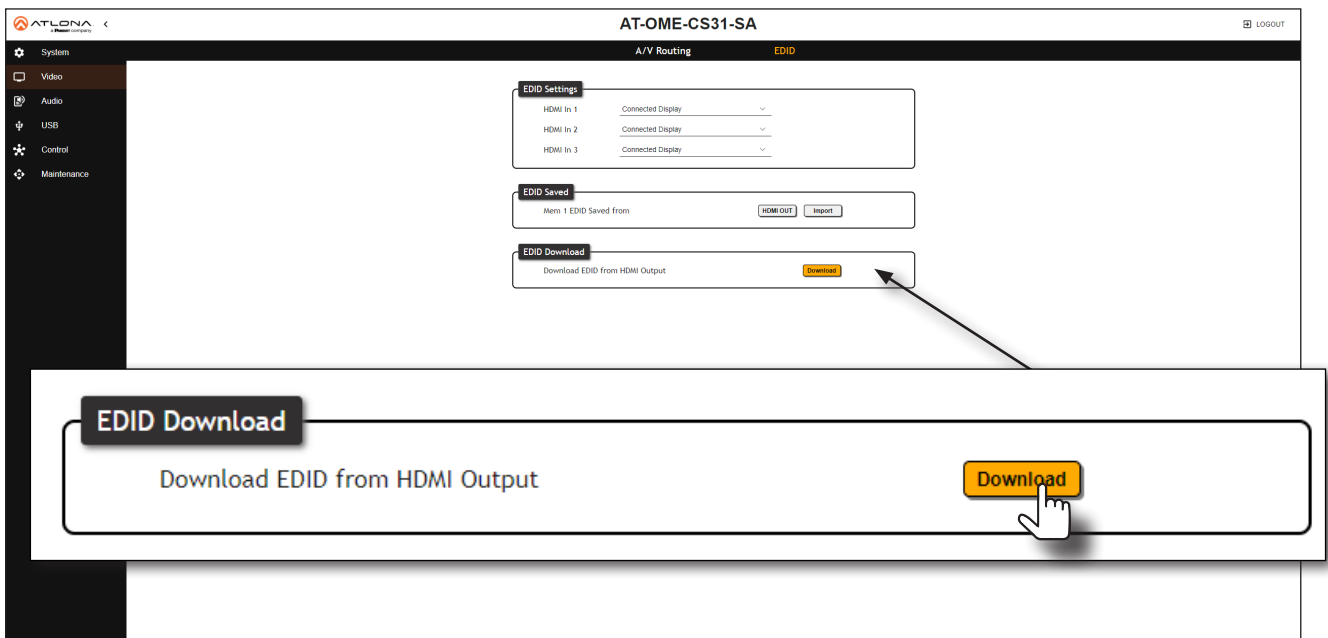 ATLONA
a Panduit company
AT-OME-CS31-SA
LOGOUT
System
Video
Audio
USB
Control
Maintenance
A/V Routing
EDID
EDID Settings
HDMI In 1 Connected Display
HDMI In 2 Connected Display
HDMI In 3 Connected Display
EDID Saved
Mem 1 EDID Saved from HDMI OUT Import
EDID Download
Download EDID from HDMI Output Download
EDID Download
Download EDID from HDMI Output Download